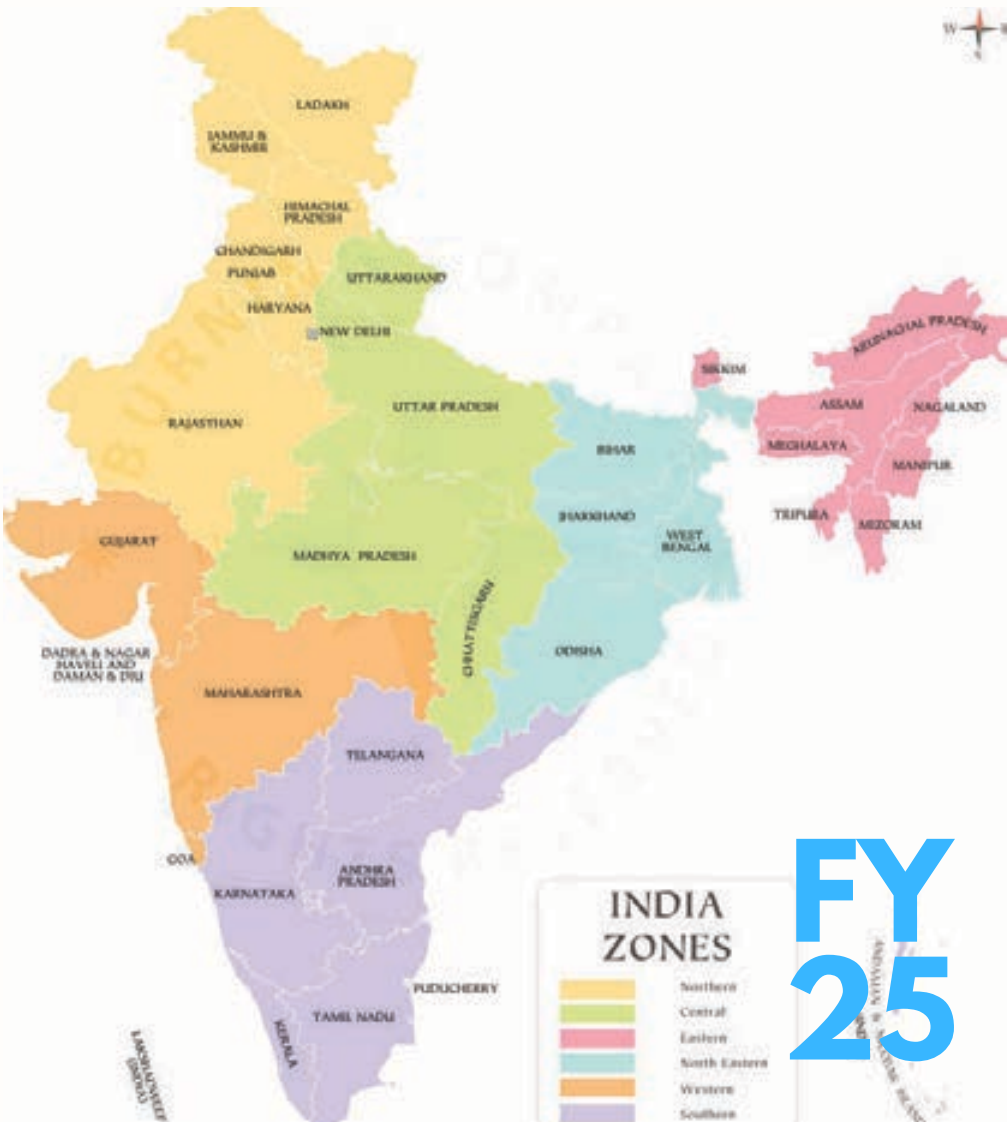 W
LADAKH
JAMMU &
KASHMIR
HIMACHAL
PRADESH
CHANDIGARH
PUNJAB
UTTARAKHAND
HARYANA
NEW DELHI
ARUNACHAL PRADESH
SIKKIM
UTTAR PRADESH
ASSAM
NAGALAND
RAJASTHAN
BIHAR
MEGHALAYA
MANIPUR
JHARKHAND
TRIPURA
MIZORAM
GUJARAT
WEST
BENGAL
MADHYA PRADESH
CHHATTISGARH
DADRA & NAGAR
HAVELI AND
DAMAN & DIU
ODISHA
MAHARASHTRA
TELANGANA
GOA
KARNATAKA
ANDHRA
PRADESH
PUDUCHERRY
TAMIL NADU
KERALA
LAKSHADWEEP
(INDIA)
INDIA
ZONES
Northern
Central
Eastern
North Eastern
Western
Southern
FY
25